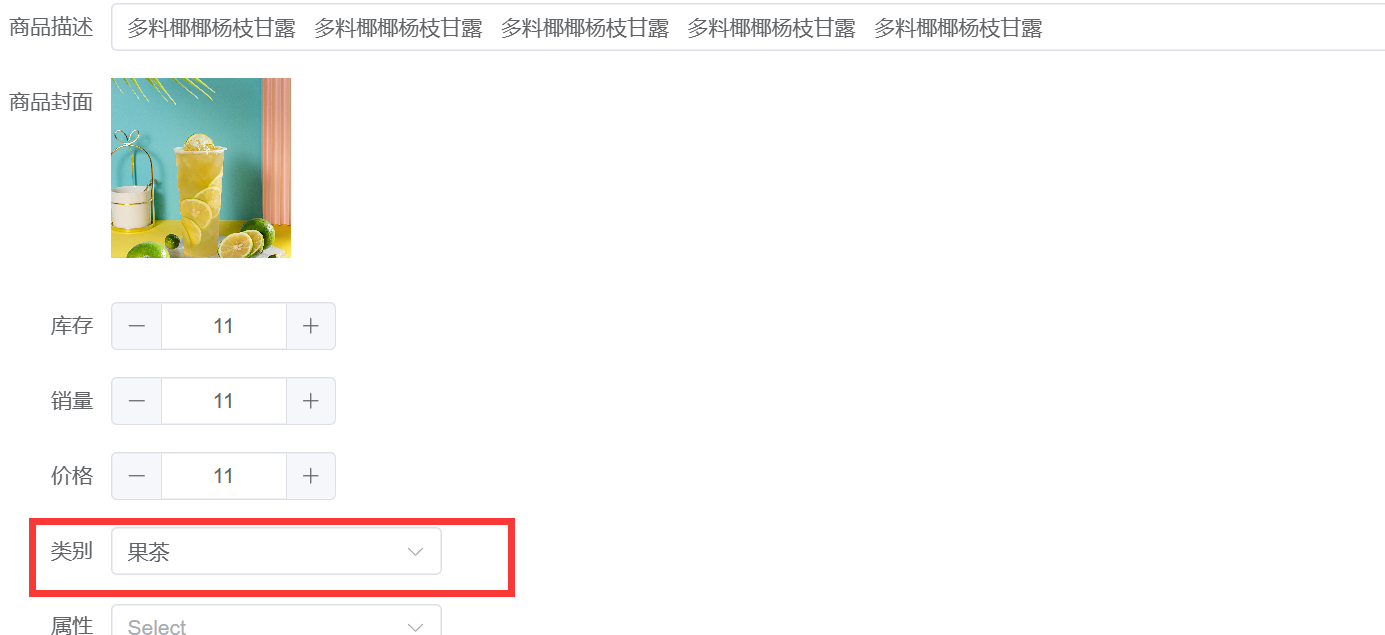 商品描述 多料椰椰杨枝甘露 多料椰椰杨枝甘露 多料椰椰杨枝甘露 多料椰椰杨枝甘露 多料椰椰杨枝甘露
商品封面
库存 — 11 +
销量 — 11 +
价格 — 11 +
类别 果茶
属性 Select